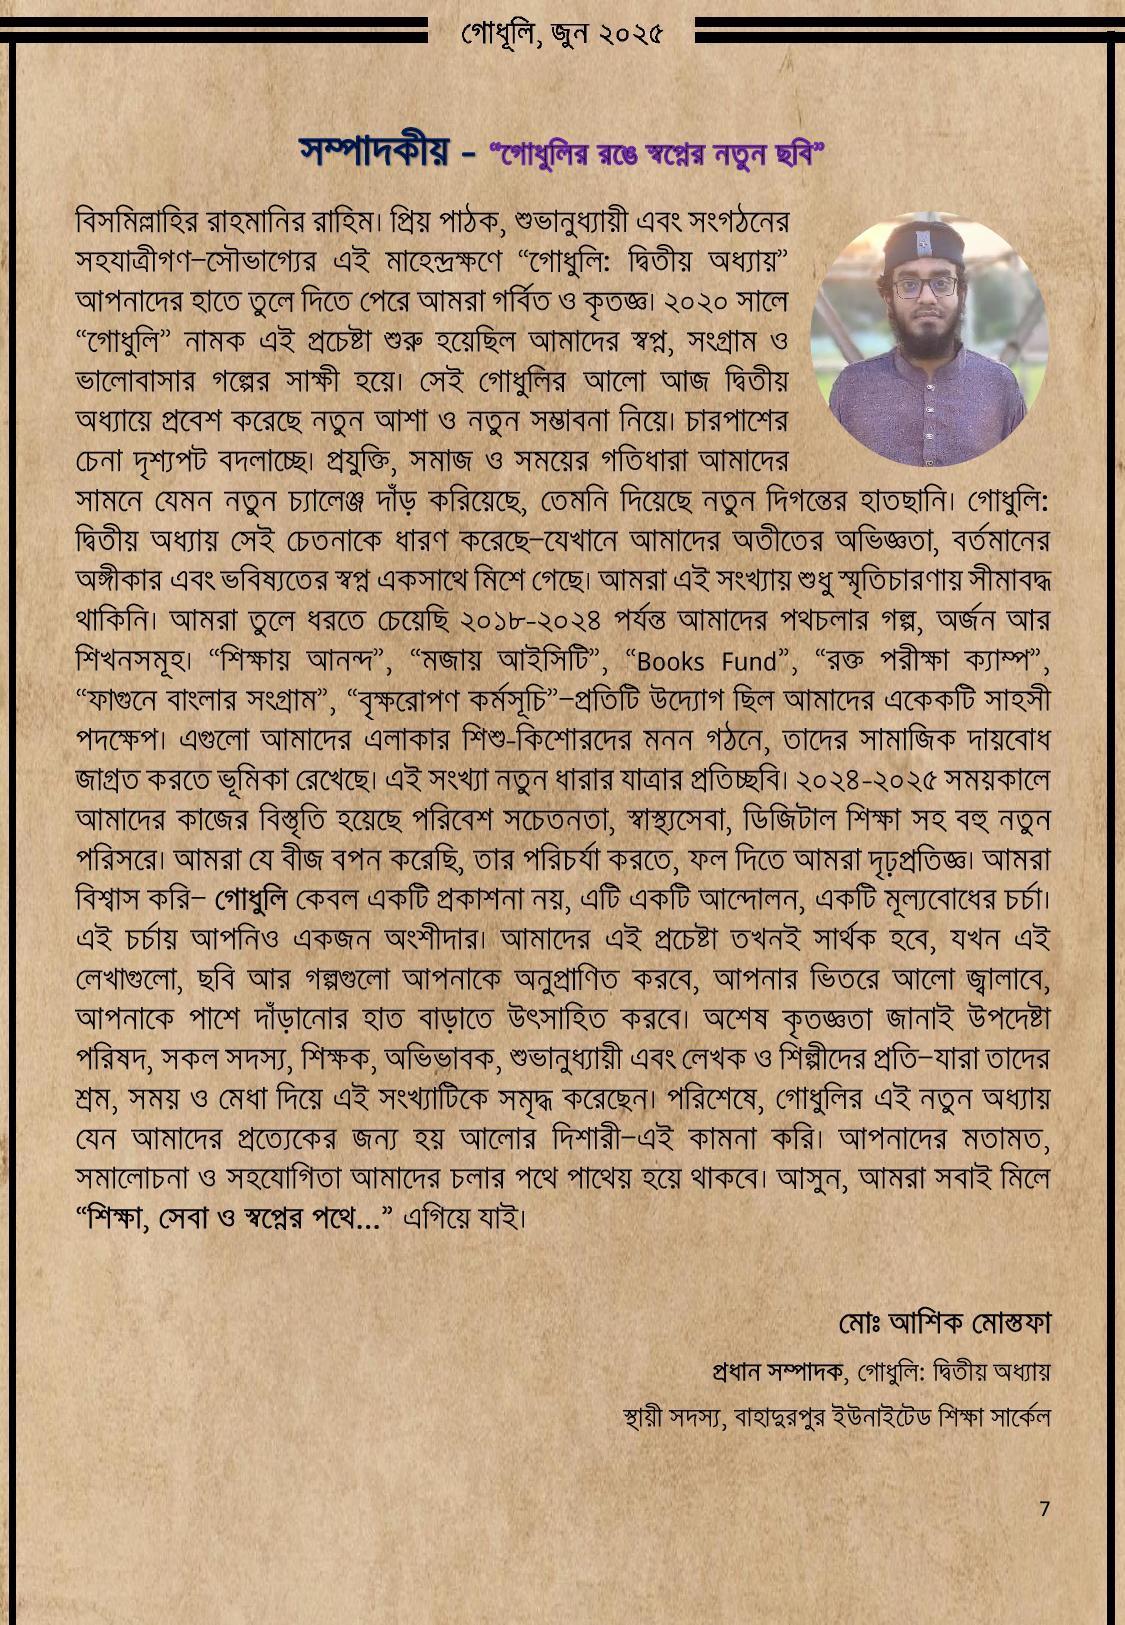 গোধূলি, জুন ২০২৫
সম্পাদকীয় - “গোধুলির রঙে স্বপ্নের নতুন ছবি”
বিসমিল্লাহির রাহমানির রাহিম। প্রিয় পাঠক, শুভানুধ্যায়ী এবং সংগঠনের
সহযাত্রীগণ–সৌভাগ্যের এই মাহেন্দ্রক্ষণে “গোধুলি: দ্বিতীয় অধ্যায়”
আপনাদের হাতে তুলে দিতে পেরে আমরা গর্বিত ও কৃতজ্ঞ। ২০২০ সালে
“গোধুলি” নামক এই প্রচেষ্টা শুরু হয়েছিল আমাদের স্বপ্ন, সংগ্রাম ও
ভালোবাসার গল্পের সাক্ষী হয়ে। সেই গোধুলির আলো আজ দ্বিতীয়
অধ্যায়ে প্রবেশ করেছে নতুন আশা ও নতুন সম্ভাবনা নিয়ে। চারপাশের
চেনা দৃশ্যপট বদলাচ্ছে। প্রযুক্তি, সমাজ ও সময়ের গতিধারা আমাদের
সামনে যেমন নতুন চ্যালেঞ্জ দাঁড় করিয়েছে, তেমনি দিয়েছে নতুন দিগন্তের হাতছানি। গোধুলি:
দ্বিতীয় অধ্যায় সেই চেতনাকে ধারণ করেছে–যেখানে আমাদের অতীতের অভিজ্ঞতা, বর্তমানের
অঙ্গীকার এবং ভবিষ্যতের স্বপ্ন একসাথে মিশে গেছে। আমরা এই সংখ্যায় শুধু স্মৃতিচারণায় সীমাবদ্ধ
থাকিনি। আমরা তুলে ধরতে চেয়েছি ২০১৮-২০২৪ পর্যন্ত আমাদের পথচলার গল্প, অর্জন আর
শিখনসমূহ। “শিক্ষায় আনন্দ”, “মজায় আইসিটি”, “Books Fund”, “রক্ত পরীক্ষা ক্যাম্প”,
“ফাগুনে বাংলার সংগ্রাম”, “বৃক্ষরোপণ কর্মসূচি”–প্রতিটি উদ্যোগ ছিল আমাদের একেকটি সাহসী
পদক্ষেপ। এগুলো আমাদের এলাকার শিশু-কিশোরদের মনন গঠনে, তাদের সামাজিক দায়বোধ
জাগ্রত করতে ভূমিকা রেখেছে। এই সংখ্যা নতুন ধারার যাত্রার প্রতিচ্ছবি। ২০২৪-২০২৫ সময়কালে
আমাদের কাজের বিস্তৃতি হয়েছে পরিবেশ সচেতনতা, স্বাস্থ্যসেবা, ডিজিটাল শিক্ষা সহ বহু নতুন
পরিসরে। আমরা যে বীজ বপন করেছি, তার পরিচর্যা করতে, ফল দিতে আমরা দৃঢ়প্রতিজ্ঞ। আমরা
বিশ্বাস করি– গোধুলি কেবল একটি প্রকাশনা নয়, এটি একটি আন্দোলন, একটি মূল্যবোধের চর্চা।
এই চর্চায় আপনিও একজন অংশীদার। আমাদের এই প্রচেষ্টা তখনই সার্থক হবে, যখন এই
লেখাগুলো, ছবি আর গল্পগুলো আপনাকে অনুপ্রাণিত করবে, আপনার ভিতরে আলো জ্বালাবে,
আপনাকে পাশে দাঁড়ানোর হাত বাড়াতে উৎসাহিত করবে। অশেষ কৃতজ্ঞতা জানাই উপদেষ্টা
পরিষদ, সকল সদস্য, শিক্ষক, অভিভাবক, শুভানুধ্যায়ী এবং লেখক ও শিল্পীদের প্রতি–যারা তাদের
শ্রম, সময় ও মেধা দিয়ে এই সংখ্যাটিকে সমৃদ্ধ করেছেন। পরিশেষে, গোধুলির এই নতুন অধ্যায়
যেন আমাদের প্রত্যেকের জন্য হয় আলোর দিশারী–এই কামনা করি। আপনাদের মতামত,
সমালোচনা ও সহযোগিতা আমাদের চলার পথে পাথেয় হয়ে থাকবে। আসুন, আমরা সবাই মিলে
“শিক্ষা, সেবা ও স্বপ্নের পথে...” এগিয়ে যাই।
মোঃ আশিক মোস্তফা
প্রধান সম্পাদক, গোধুলি: দ্বিতীয় অধ্যায়
স্থায়ী সদস্য, বাহাদুরপুর ইউনাইটেড শিক্ষা সার্কেল
7